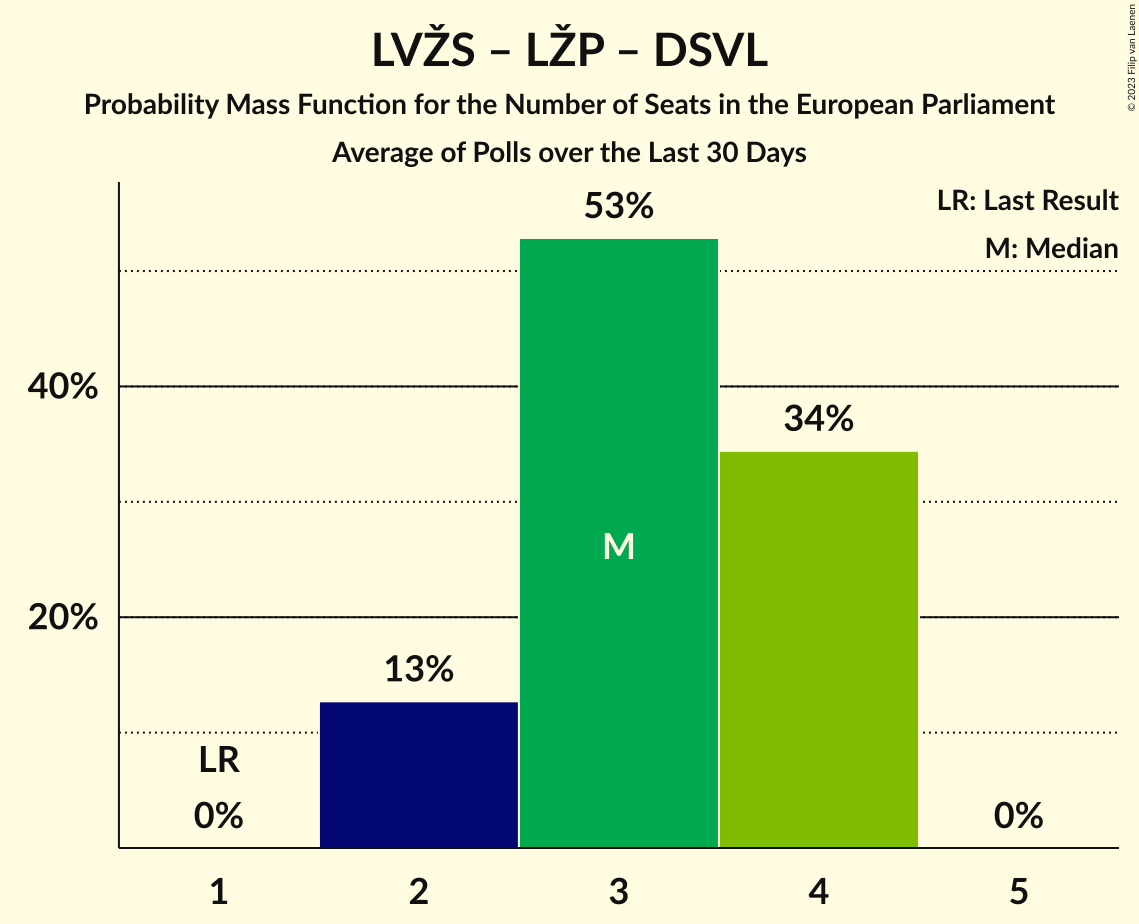 LVŽS – LŽP – DSVL
Probability Mass Function for the Number of Seats in the European Parliament
Average of Polls over the Last 30 Days
© 2023 Filip van Laenen
LR: Last Result
M: Median
53%
40%
34%
M
20%
13%
LR
0%
0%
1 2 3 4 5